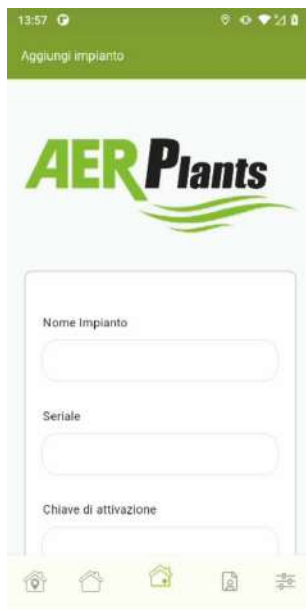 13:57
Aggiungi impianto
AER Plants
Nome Impianto
Seriale
Chiave di attivazione